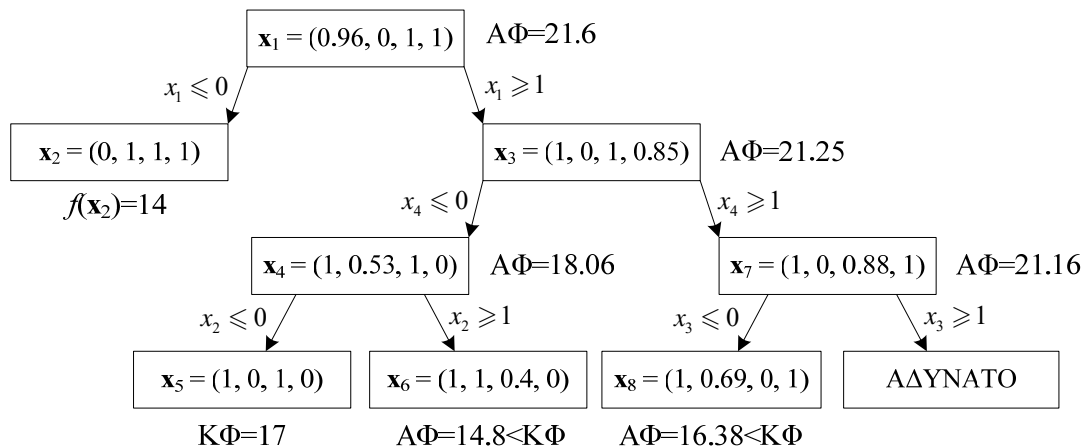 x₁ = (0.96, 0, 1, 1) ΑΦ=21.6
x₁ ⩽ 0 x₁ ⩾ 1
x₂ = (0, 1, 1, 1) x₃ = (1, 0, 1, 0.85) ΑΦ=21.25
f(x₂)=14 x₄ ⩽ 0 x₄ ⩾ 1
x₄ = (1, 0.53, 1, 0) ΑΦ=18.06 x₇ = (1, 0, 0.88, 1) ΑΦ=21.16
x₂ ⩽ 0 x₂ ⩾ 1 x₃ ⩽ 0 x₃ ⩾ 1
x₅ = (1, 0, 1, 0) x₆ = (1, 1, 0.4, 0) x₈ = (1, 0.69, 0, 1) ΑΔΥΝΑΤΟ
ΚΦ=17 ΑΦ=14.8<ΚΦ ΑΦ=16.38<ΚΦ